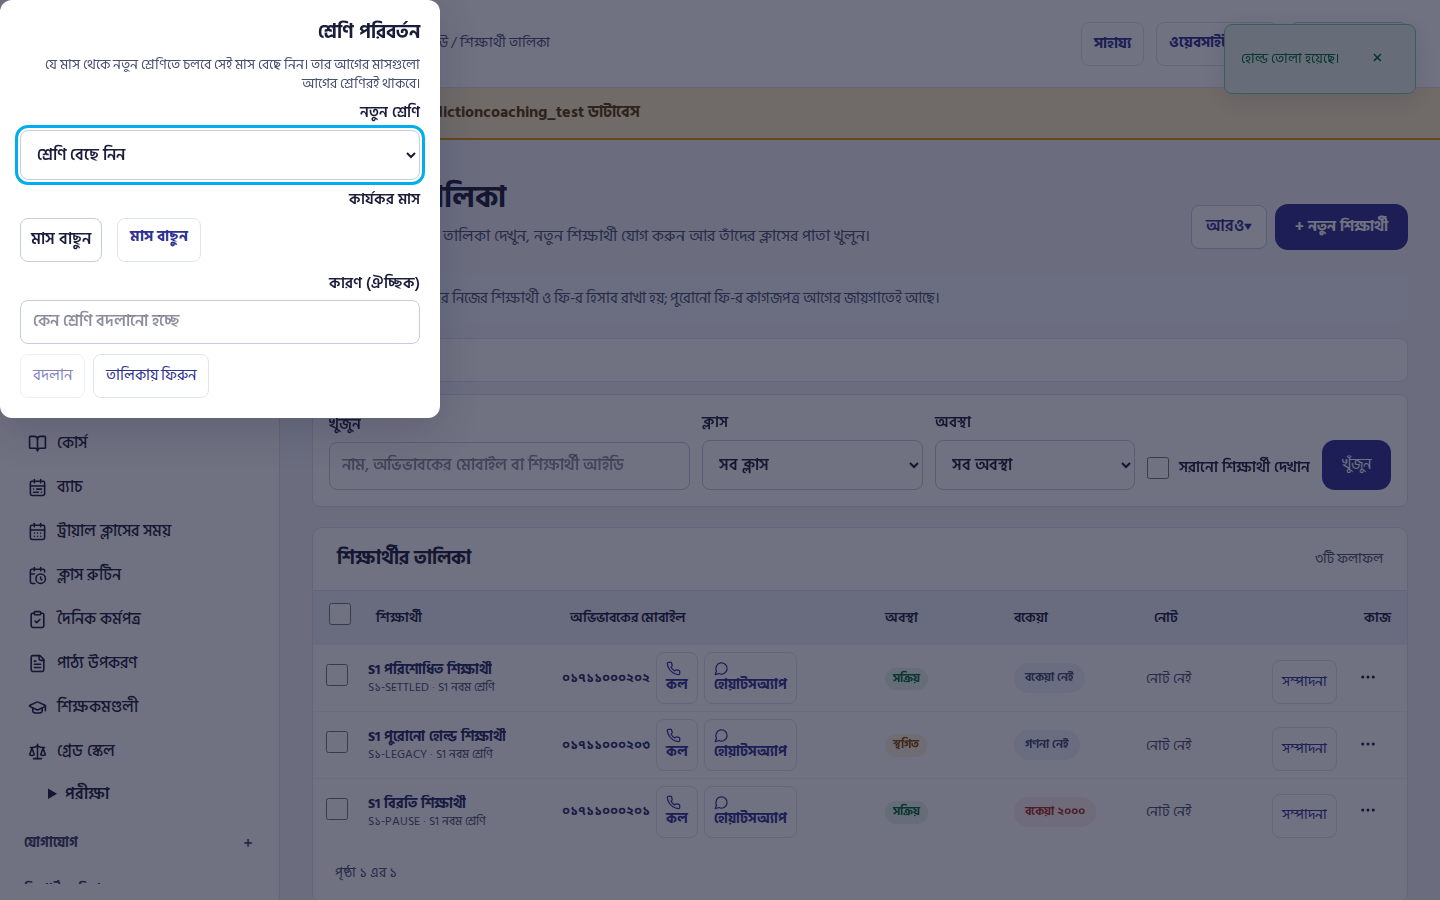 শ্রেণি পরিবর্তন
যে মাস থেকে নতুন শ্রেণিতে চলবে সেই মাস বেছে নিন। তার আগের মাসগুলো
আগের শ্রেণিরই থাকবে।
নতুন শ্রেণি
শ্রেণি বেছে নিন
কার্যকর মাস
মাস বাছুন
মাস বাছুন
কারণ (ঐচ্ছিক)
কেন শ্রেণি বদলানো হচ্ছে
বদলান
তালিকায় ফিরুন
/ শিক্ষার্থী তালিকা
সাহায্য
হোল্ড তোলা হয়েছে।
×
ictioncoaching_test ডাটাবেস
তালিকা দেখুন, নতুন শিক্ষার্থী যোগ করুন আর তাঁদের ক্লাসের পাতা খুলুন।
আরও▾
+ নতুন শিক্ষার্থী
র নিজের শিক্ষার্থী ও ফি-র হিসাব রাখা হয়; পুরোনো ফি-র কাগজপত্র আগের জায়গাতেই আছে।
কোর্স
ব্যাচ
ট্রায়াল ক্লাসের সময়
ক্লাস রুটিন
দৈনিক কর্মপত্র
পাঠ্য উপকরণ
শিক্ষকমণ্ডলী
গ্রেড স্কেল
▶ পরীক্ষা
যোগাযোগ +
খুঁজুন
ক্লাস
অবস্থা
নাম, অভিভাবকের মোবাইল বা শিক্ষার্থী আইডি
সব ক্লাস
সব অবস্থা
সরানো শিক্ষার্থী দেখান
খুঁজুন
শিক্ষার্থীর তালিকা
৩টি ফলাফল
শিক্ষার্থী অভিভাবকের মোবাইল অবস্থা বকেয়া নোট কাজ
S1 পরিশোধিত শিক্ষার্থী
S১-SETTLED · S1 নবম শ্রেণি
০১৭১১০০০২০২ কল হোয়াটসঅ্যাপ সক্রিয় বকেয়া নেই নোট নেই সম্পাদনা ···
S1 পুরোনো হোল্ড শিক্ষার্থী
S১-LEGACY · S1 নবম শ্রেণি
০১৭১১০০০২০৩ কল হোয়াটসঅ্যাপ স্থগিত গণনা নেই নোট নেই সম্পাদনা ···
S1 বিরতি শিক্ষার্থী
S১-PAUSE · S1 নবম শ্রেণি
০১৭১১০০০২০১ কল হোয়াটসঅ্যাপ সক্রিয় বকেয়া ২০০০ নোট নেই সম্পাদনা ···
পৃষ্ঠা ১ এর ১